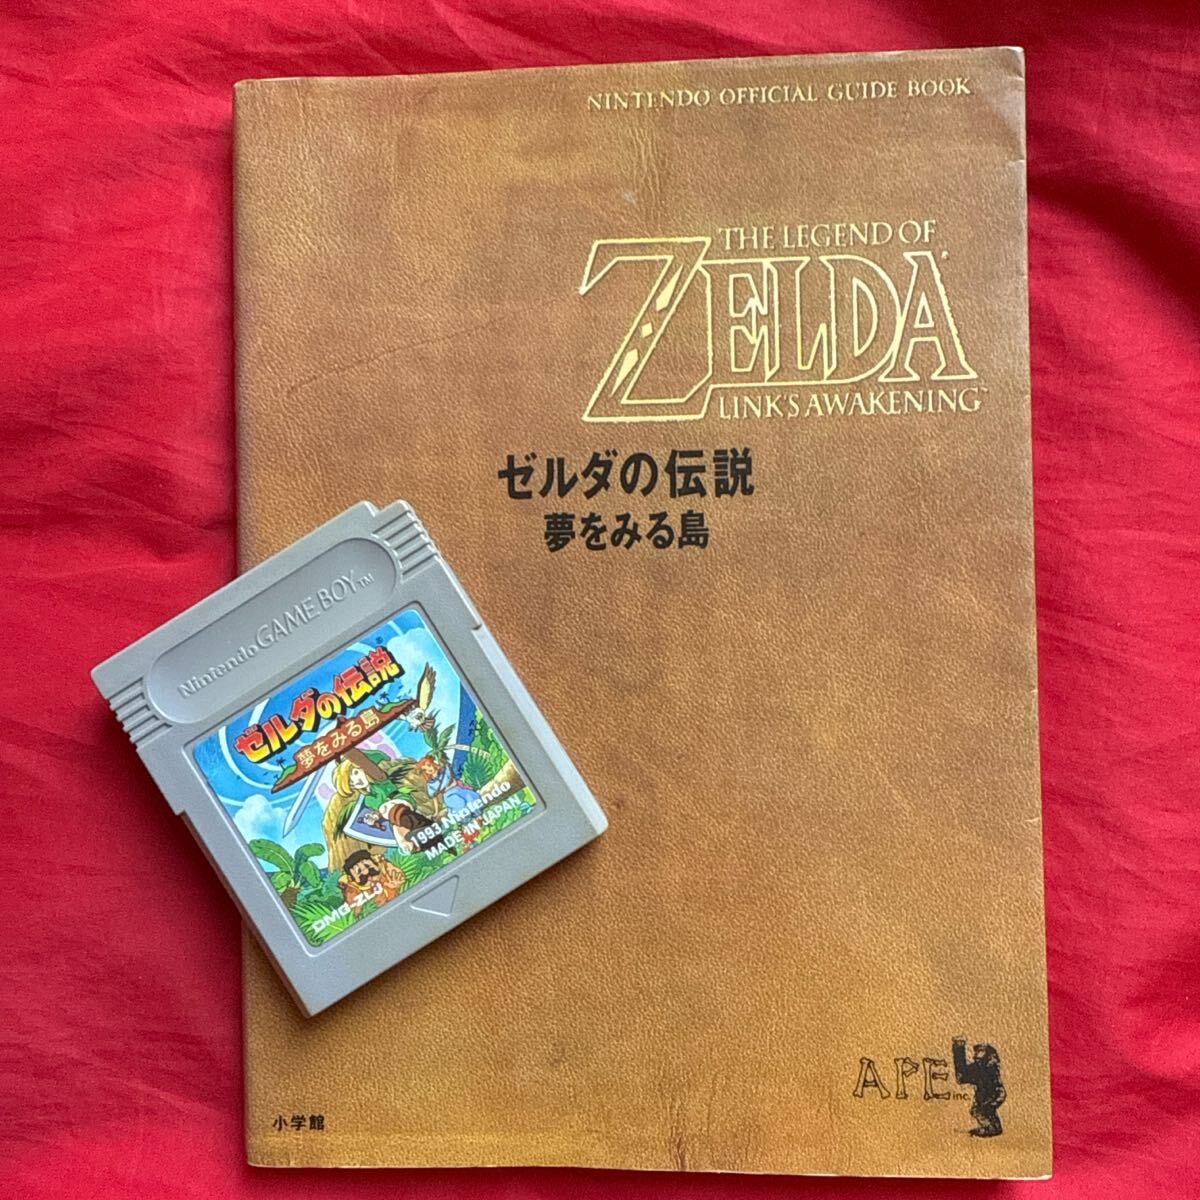 NINTENDO OFFICIAL GUIDE BOOK
THE LEGEND OF
ZELDA
LINK'S AWAKENING™
ゼルダの伝説
夢をみる島
Nintendo GAME BOY™
ゼルダの伝説®
夢をみる島
©1993 Nintendo
MADE IN JAPAN
DMG-ZLJ
APE
inc.
小学館